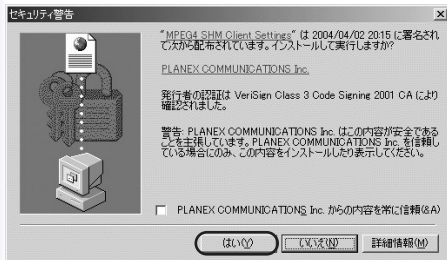 セキュリティ警告
"MPEG4 SHM Client Settings" は 2004/04/02 20:15 に署名され
て次から配布されています。インストールして実行しますか?
PLANEX COMMUNICATIONS Inc.
発行者の認証は VeriSign Class 3 Code Signing 2001 CA により
確認されました。
警告: PLANEX COMMUNICATIONS Inc. はこの内容が安全である
ことを主張しています。PLANEX COMMUNICATIONS Inc. を信頼し
ている場合にのみ、この内容をインストールしたり表示してください。
PLANEX COMMUNICATIONS Inc. からの内容を常に信頼(&A)
はい(Y)
いいえ(N)
詳細情報(M)